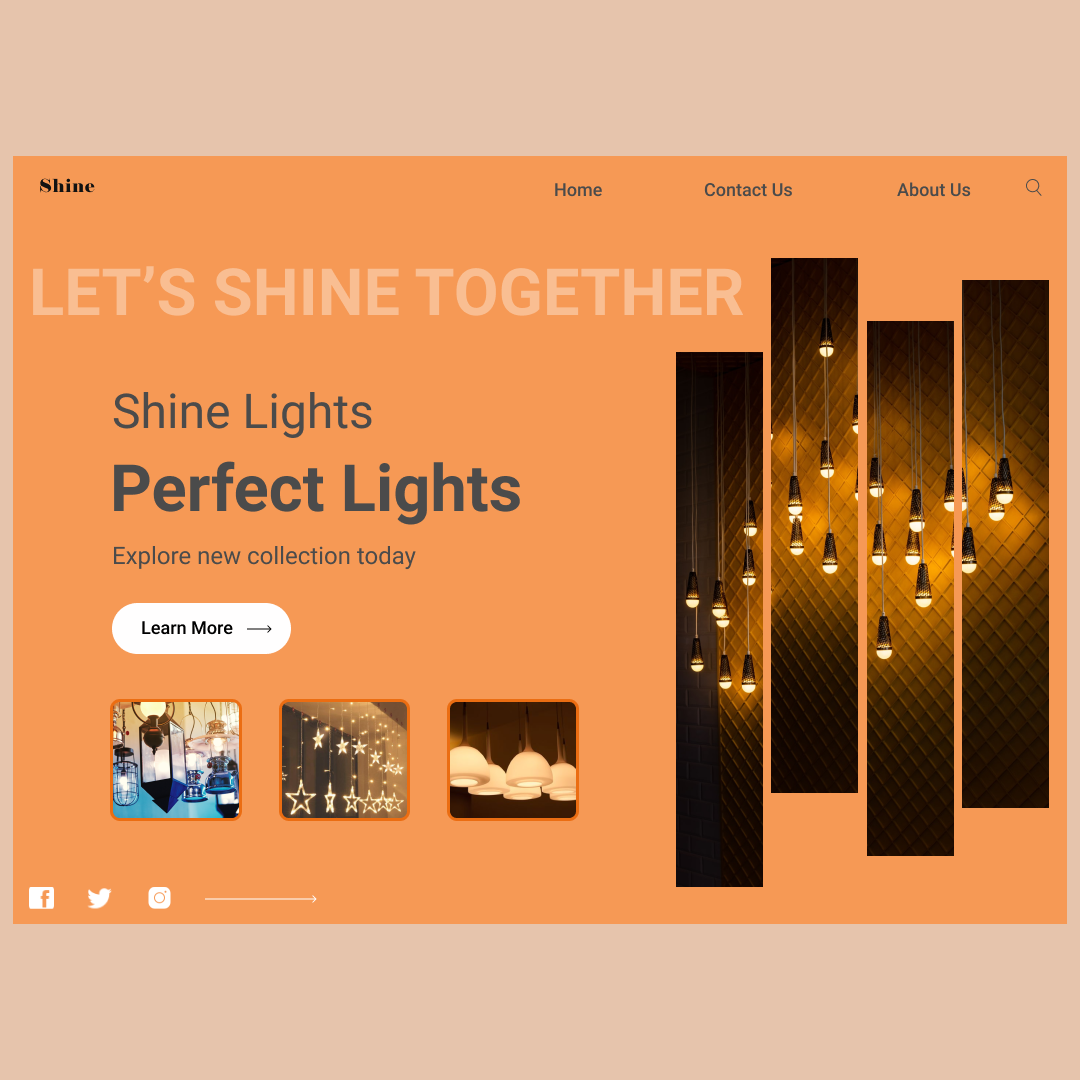 Shine
Home
Contact Us
About Us
LET’S SHINE TOGETHER
Shine Lights
Perfect Lights
Explore new collection today
Learn More